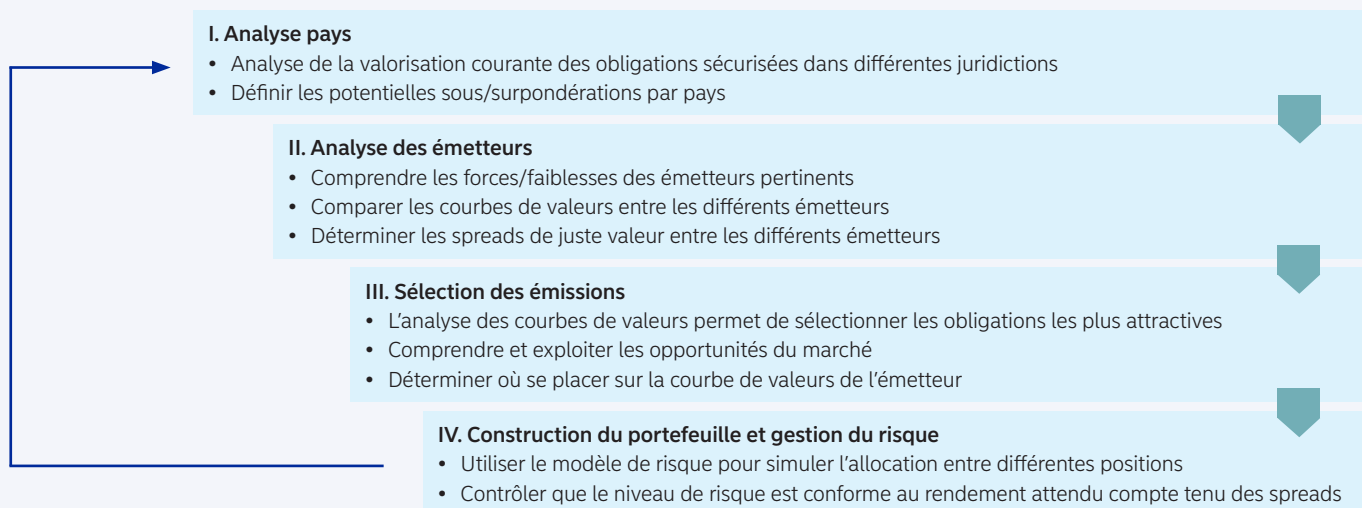 I. Analyse pays
• Analyse de la valorisation courante des obligations sécurisées dans différentes juridictions
• Définir les potentielles sous/surpondérations par pays
II. Analyse des émetteurs
• Comprendre les forces/faiblesses des émetteurs pertinents
• Comparer les courbes de valeurs entre les différents émetteurs
• Déterminer les spreads de juste valeur entre les différents émetteurs
III. Sélection des émissions
• L’analyse des courbes de valeurs permet de sélectionner les obligations les plus attractives
• Comprendre et exploiter les opportunités du marché
• Déterminer où se placer sur la courbe de valeurs de l’émetteur
IV. Construction du portefeuille et gestion du risque
• Utiliser le modèle de risque pour simuler l’allocation entre différentes positions
• Contrôler que le niveau de risque est conforme au rendement attendu compte tenu des spreads